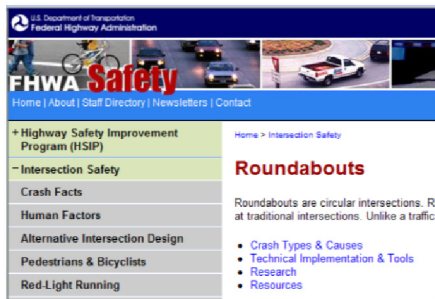 U.S. Department of Transportation
Federal Highway Administration
FHWA Safety
Home | About | Staff Directory | Newsletters | Contact
+ Highway Safety Improvement
Program (HSIP)
− Intersection Safety
Crash Facts
Human Factors
Alternative Intersection Design
Pedestrians & Bicyclists
Red-Light Running
Home > Intersection Safety
Roundabouts
Roundabouts are circular intersections. R
at traditional intersections. Unlike a traffic
• Crash Types & Causes
• Technical Implementation & Tools
• Research
• Resources